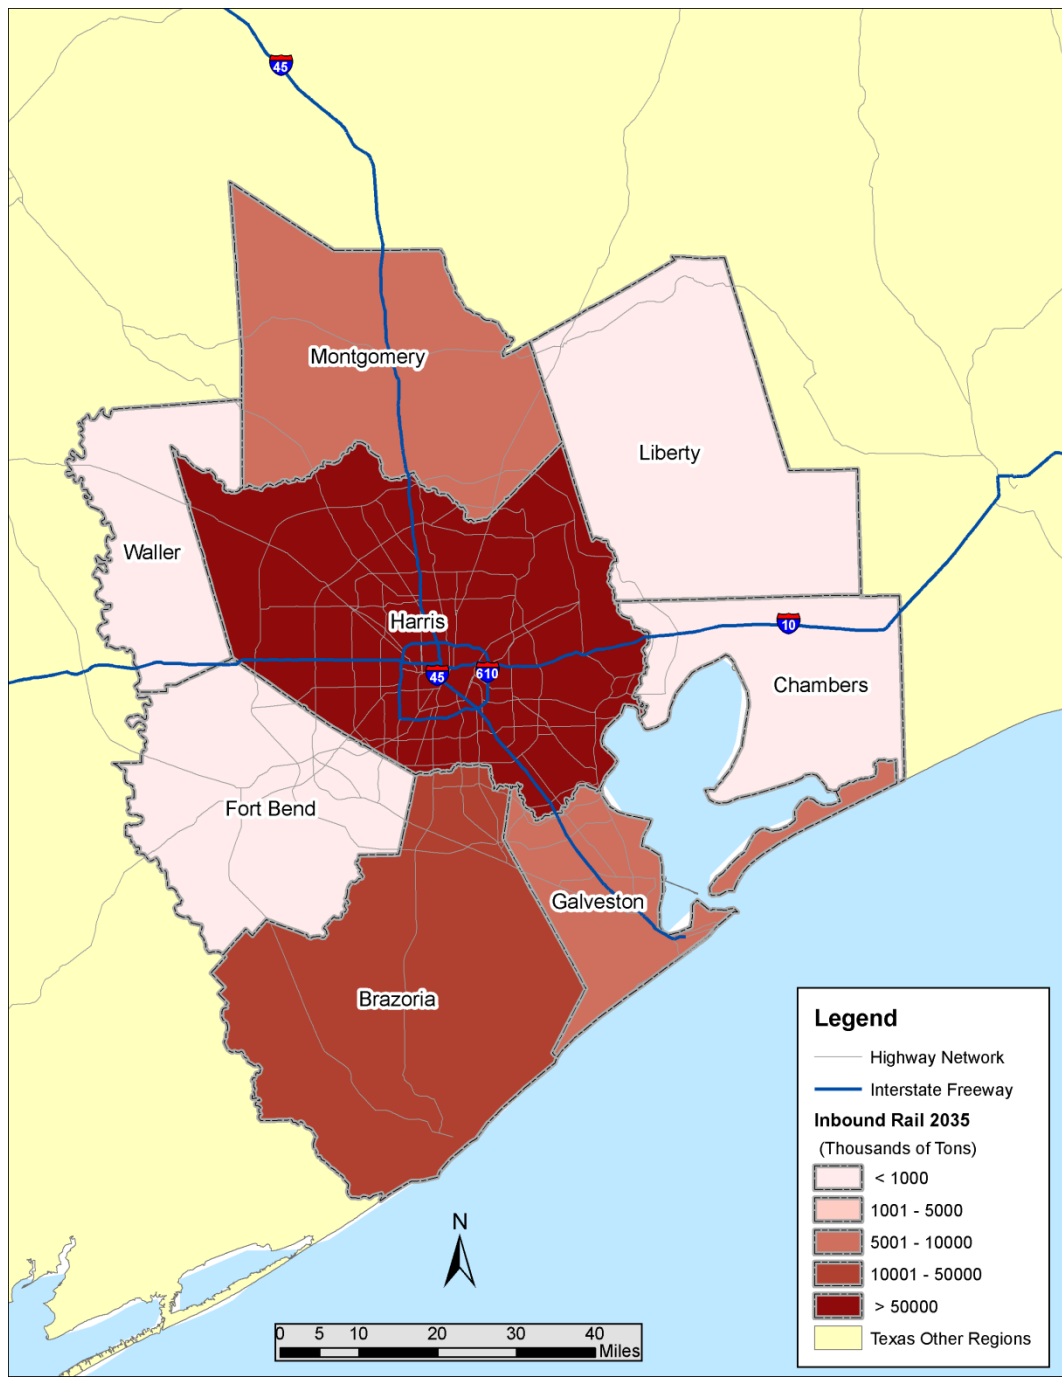 45
Montgomery
Liberty
Waller
Harris
10
45
610
Chambers
Fort Bend
Galveston
Brazoria
Legend
Highway Network
Interstate Freeway
Inbound Rail 2035
(Thousands of Tons)
< 1000
1001 - 5000
5001 - 10000
10001 - 50000
> 50000
Texas Other Regions
N
0 5 10 20 30 40
Miles